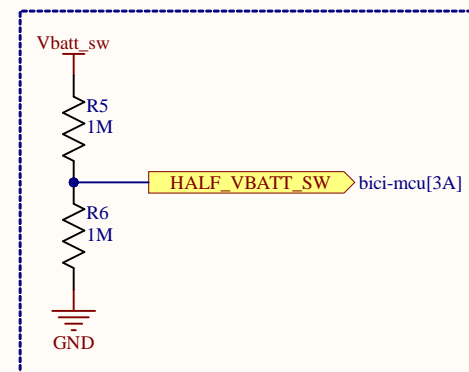 Vbatt_sw
R5
1M
HALF_VBATT_SW bici-mcu[3A]
R6
1M
GND